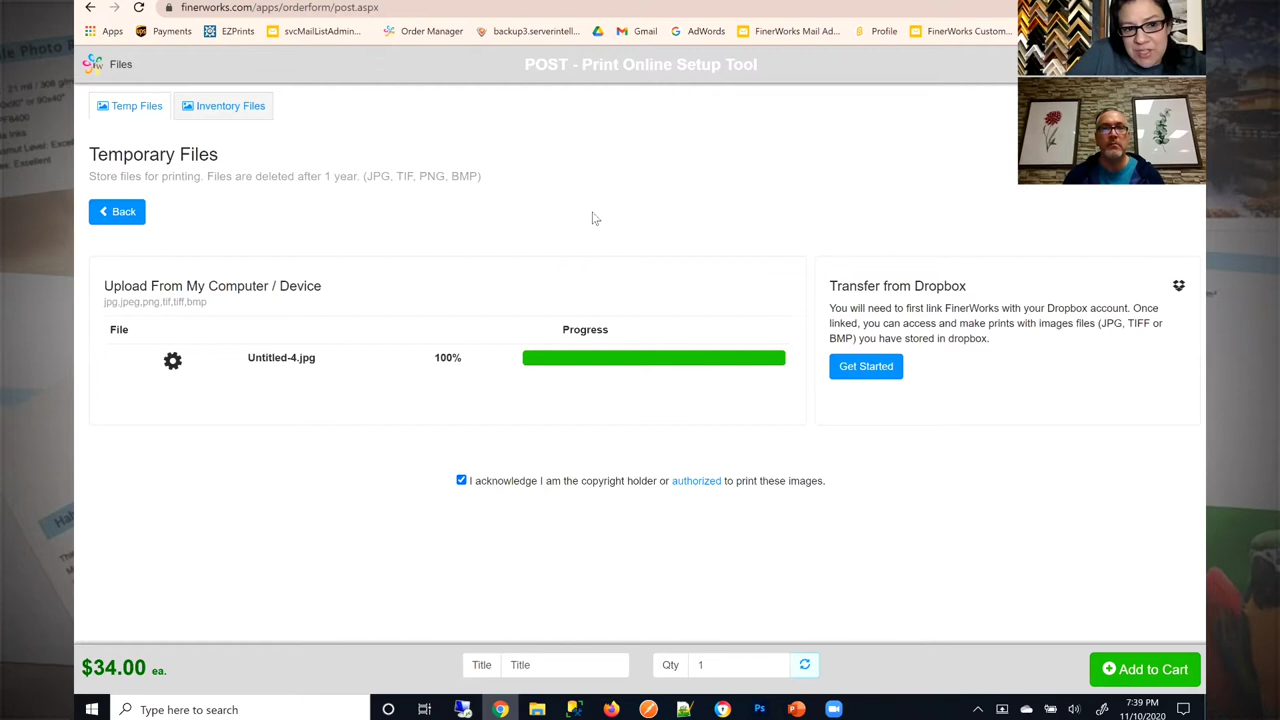 finerworks.com/apps/orderform/post.aspx
Apps Payments EZPrints svcMailListAdmin... Order Manager backup3.serverintell... Gmail AdWords FinerWorks Mail Ad... Profile FinerWorks Custom...
Files POST - Print Online Setup Tool
Temp Files Inventory Files
Temporary Files
Store files for printing. Files are deleted after 1 year. (JPG, TIF, PNG, BMP)
Back
Upload From My Computer / Device
jpg,jpeg,png,tif,tiff,bmp
File Progress
Untitled-4.jpg 100%
Transfer from Dropbox
You will need to first link FinerWorks with your Dropbox account. Once
linked, you can access and make prints with images files (JPG, TIFF or
BMP) you have stored in dropbox.
Get Started
I acknowledge I am the copyright holder or authorized to print these images.
$34.00 ea. Title Title Qty 1 Add to Cart
Type here to search
7:39 PM
11/10/2020